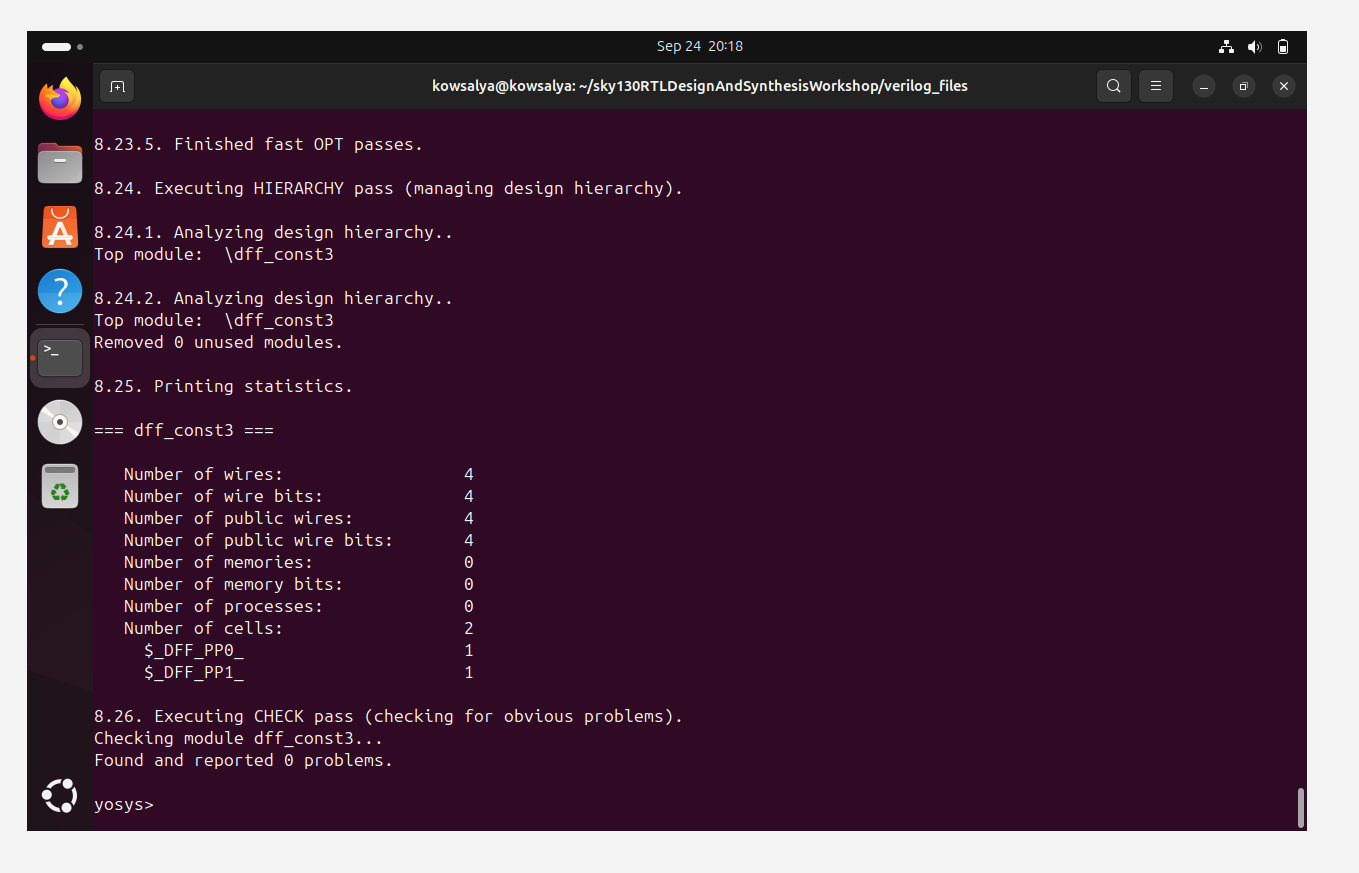 Sep 24 20:18
kowsalya@kowsalya: ~/sky130RTLDesignAndSynthesisWorkshop/verilog_files
8.23.5. Finished fast OPT passes.
8.24. Executing HIERARCHY pass (managing design hierarchy).
8.24.1. Analyzing design hierarchy..
Top module:  \dff_const3
8.24.2. Analyzing design hierarchy..
Top module:  \dff_const3
Removed 0 unused modules.
8.25. Printing statistics.
=== dff_const3 ===
Number of wires: 4
Number of wire bits: 4
Number of public wires: 4
Number of public wire bits: 4
Number of memories: 0
Number of memory bits: 0
Number of processes: 0
Number of cells: 2
$_DFF_PP0_ 1
$_DFF_PP1_ 1
8.26. Executing CHECK pass (checking for obvious problems).
Checking module dff_const3...
Found and reported 0 problems.
yosys>